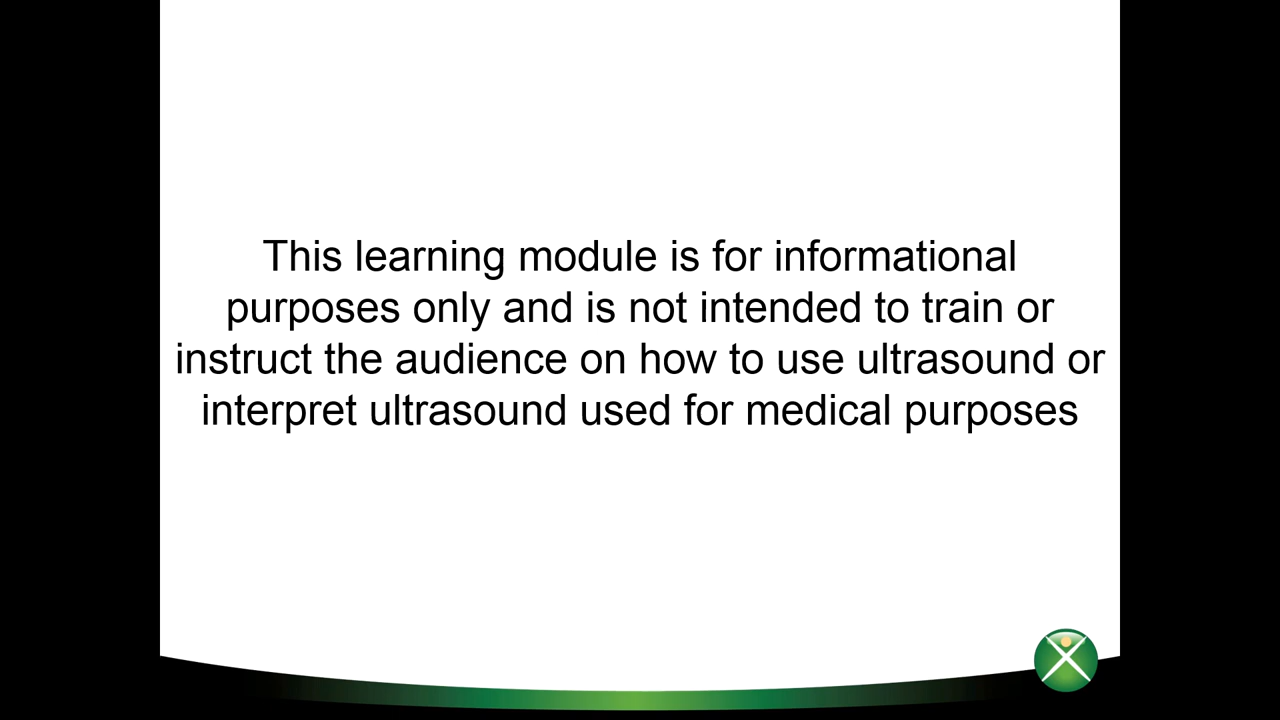 This learning module is for informational
purposes only and is not intended to train or
instruct the audience on how to use ultrasound or
interpret ultrasound used for medical purposes